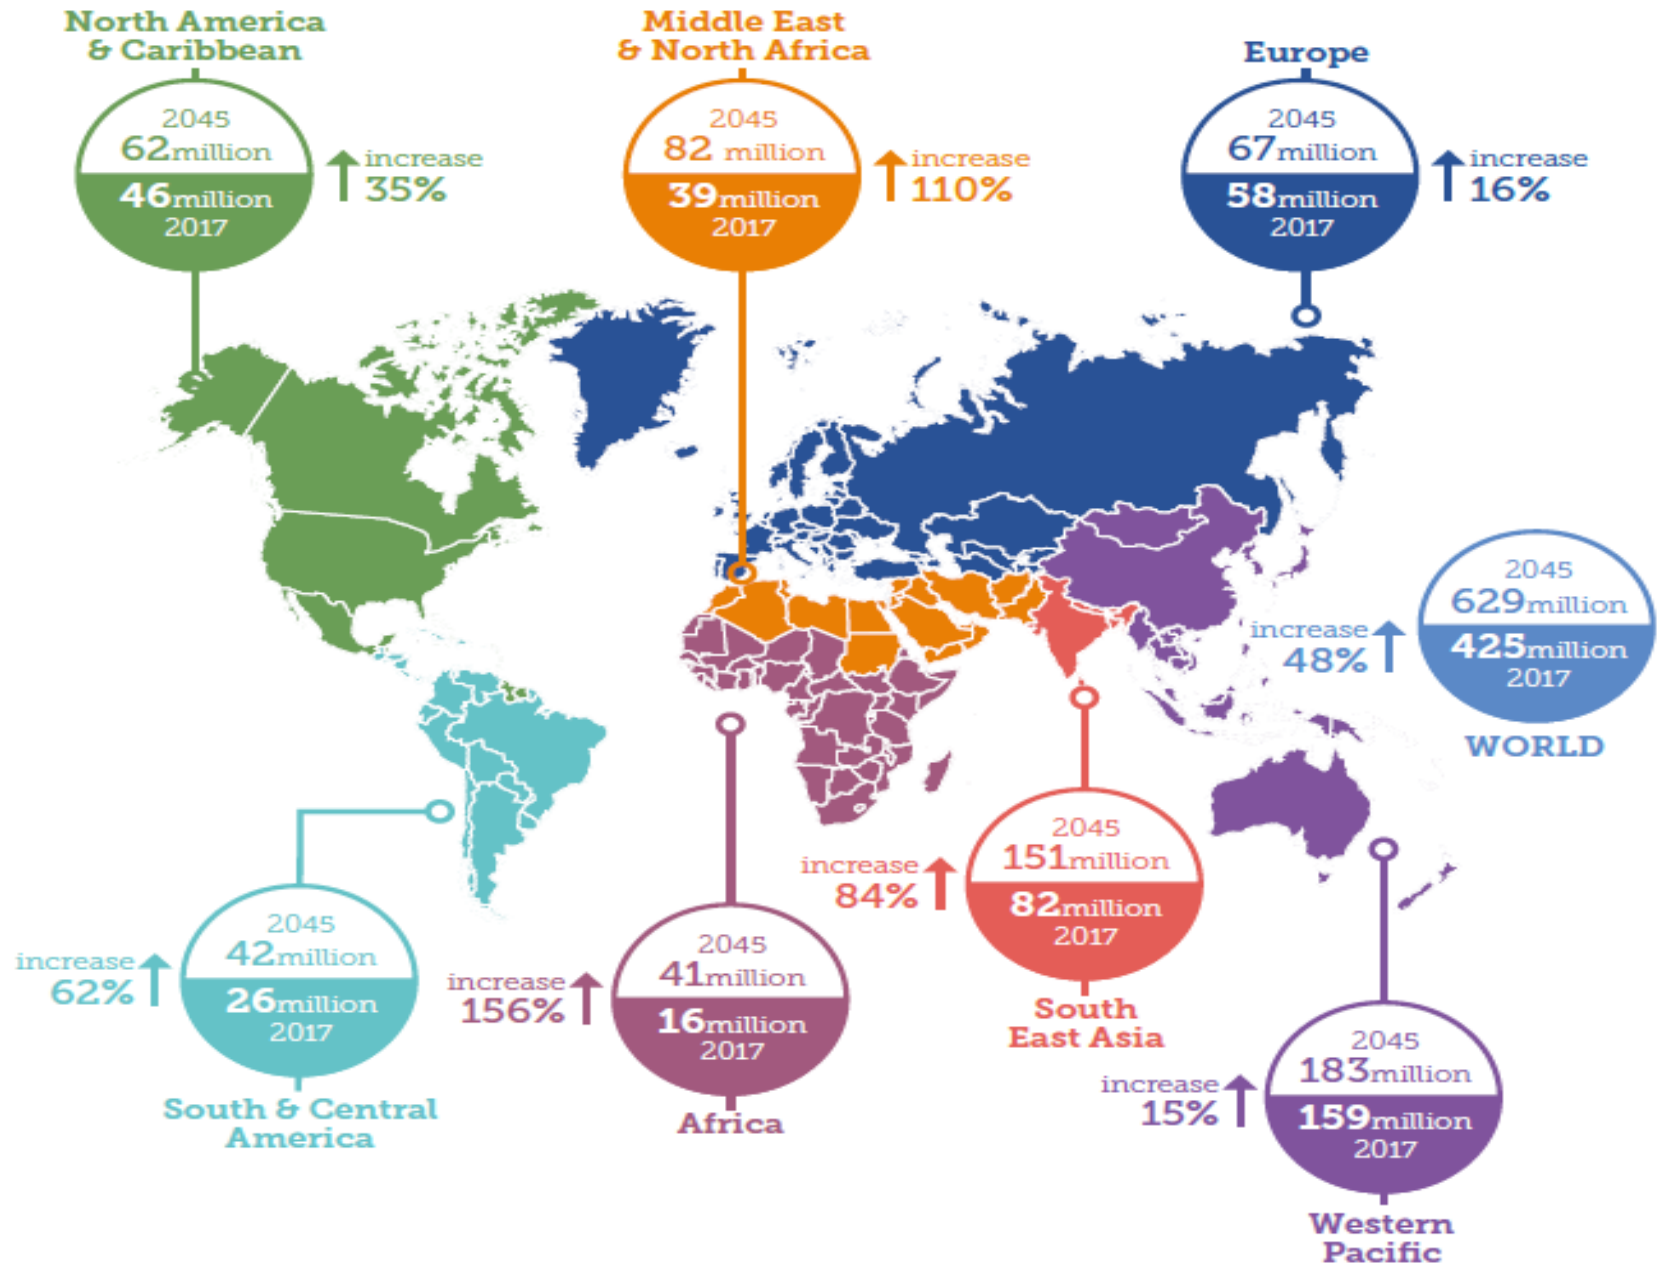 North America
& Caribbean
2045
62million
46million
2017
increase
35%
Middle East
& North Africa
2045
82 million
39million
2017
increase
110%
Europe
2045
67million
58million
2017
increase
16%
2045
629million
425million
2017
increase
48%
WORLD
2045
42million
26million
2017
increase
62%
South & Central
America
2045
41million
16million
2017
increase
156%
Africa
2045
151million
82million
2017
increase
84%
South
East Asia
2045
183million
159million
2017
increase
15%
Western
Pacific